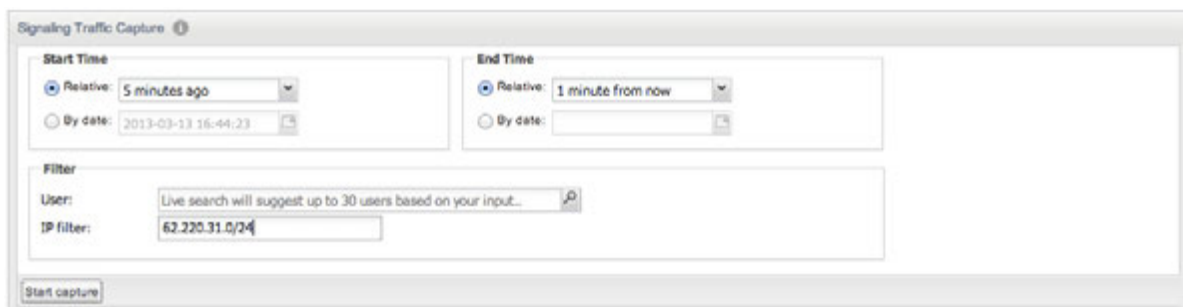 Signaling Traffic Capture
Start Time
Relative: 5 minutes ago
By date: 2013-03-13 16:44:23
End Time
Relative: 1 minute from now
By date:
Filter
User: Live search will suggest up to 30 users based on your input..
IP filter: 62.220.31.0/24
Start capture